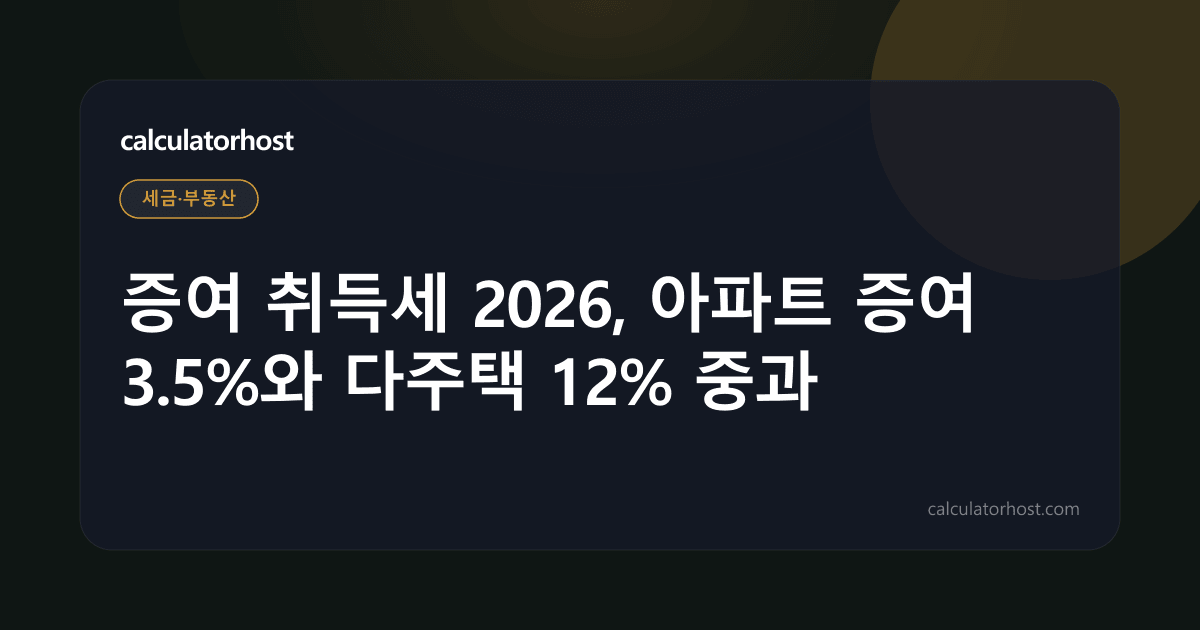 calculatorhost
세금·부동산
증여 취득세 2026, 아파트 증여
3.5%와 다주택 12% 중과
calculatorhost.com